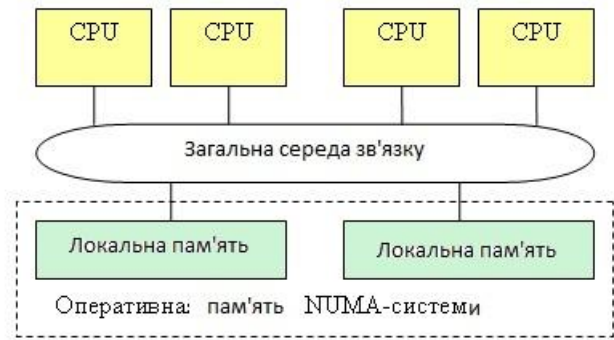 CPU CPU CPU CPU
Загальна середа зв'язку
Локальна пам'ять Локальна пам'ять
Оперативна: пам'ять NUMA-системи